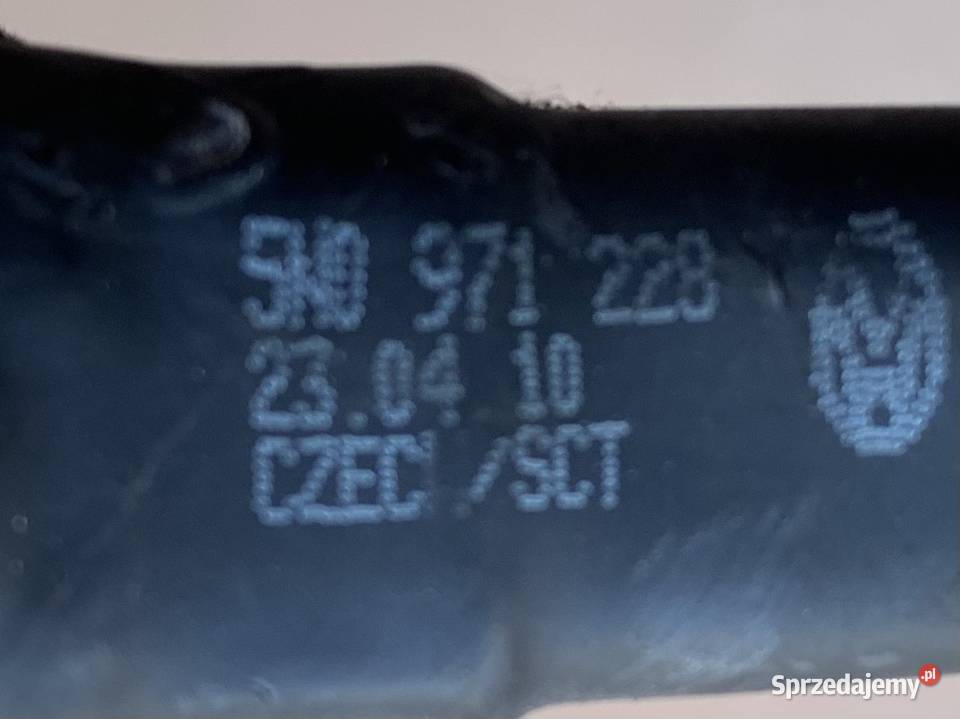 5N0 971 228
23.04 10
CZEC /SCT
Sprzedajemy.pl